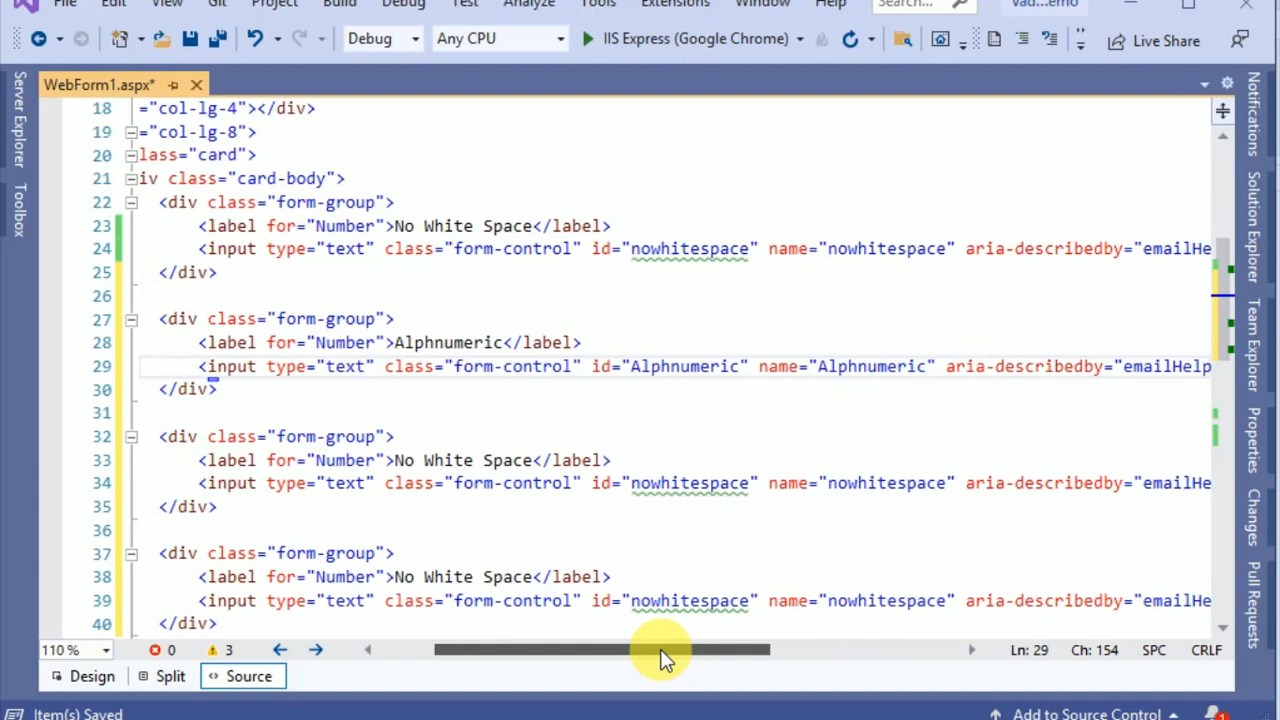 File Edit View Git Project Build Debug Test Analyze Tools Extensions Window Help Search... Vad...emo
Debug Any CPU IIS Express (Google Chrome) Live Share
WebForm1.aspx*
Server Explorer
Toolbox
18 ="col-lg-4"></div>
19 ="col-lg-8">
20 lass="card">
21 iv class="card-body">
22 <div class="form-group">
23 <label for="Number">No White Space</label>
24 <input type="text" class="form-control" id="nowhitespace" name="nowhitespace" aria-describedby="emailHe
25 </div>
26
27 <div class="form-group">
28 <label for="Number">Alphnumeric</label>
29 <input type="text" class="form-control" id="Alphnumeric" name="Alphnumeric" aria-describedby="emailHelp
30 </div>
31
32 <div class="form-group">
33 <label for="Number">No White Space</label>
34 <input type="text" class="form-control" id="nowhitespace" name="nowhitespace" aria-describedby="emailHe
35 </div>
36
37 <div class="form-group">
38 <label for="Number">No White Space</label>
39 <input type="text" class="form-control" id="nowhitespace" name="nowhitespace" aria-describedby="emailHe
40 </div>
Notifications
Solution Explorer
Team Explorer
Properties
Changes
Pull Requests
110 % 0 3 Ln: 29 Ch: 154 SPC CRLF
Design Split Source
Item(s) Saved Add to Source Control 1